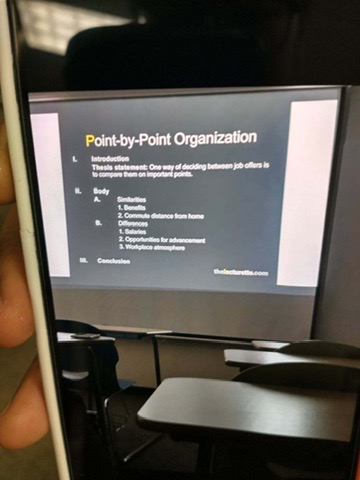 Point-by-Point Organization
I. Introduction
Thesis statement: One way of deciding between job offers is
to compare them on important points.
II. Body
A. Similarities
1. Benefits
2. Commute distance from home
B. Differences
1. Salaries
2. Opportunities for advancement
3. Workplace atmosphere
III. Conclusion
thelecturette.com